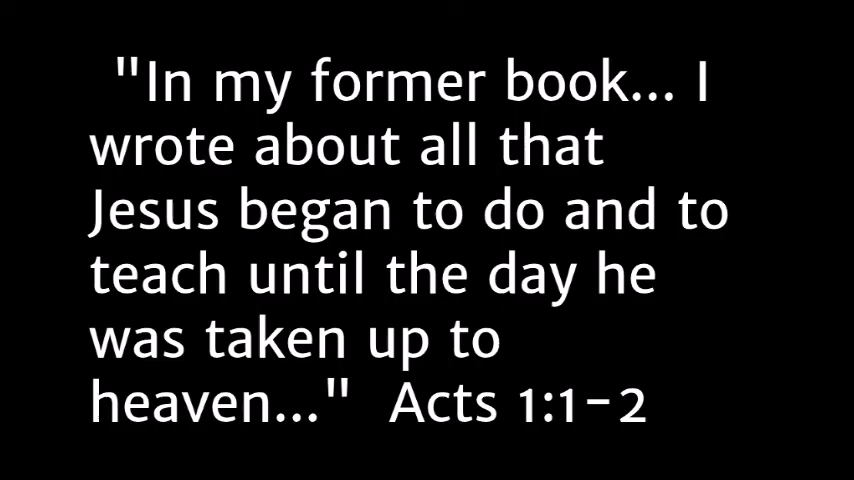 "In my former book... I
wrote about all that
Jesus began to do and to
teach until the day he
was taken up to
heaven..." Acts 1:1-2